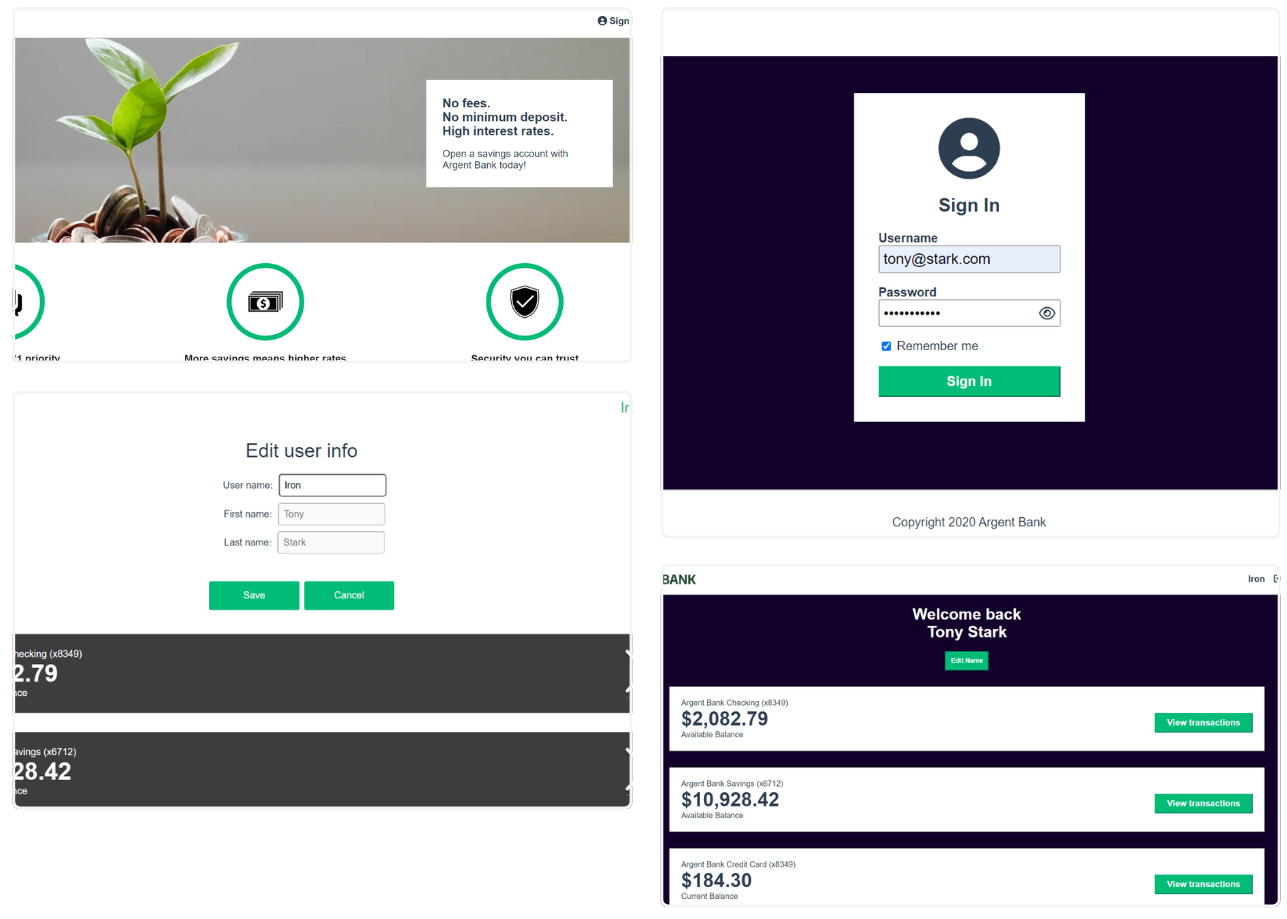 Sign
No fees.
No minimum deposit.
High interest rates.
Open a savings account with
Argent Bank today!
#1 priority
More savings means higher rates
Security you can trust
Sign In
Username
tony@stark.com
Password
•••••••••••
Remember me
Sign In
Copyright 2020 Argent Bank
Ir
Edit user info
User name: Iron
First name: Tony
Last name: Stark
Save Cancel
hecking (x8349)
2.79
nce
avings (x6712)
28.42
nce
BANK Iron
Welcome back
Tony Stark
Edit Name
Argent Bank Checking (x8349)
$2,082.79
Available Balance
View transactions
Argent Bank Savings (x6712)
$10,928.42
Available Balance
View transactions
Argent Bank Credit Card (x8349)
$184.30
Current Balance
View transactions